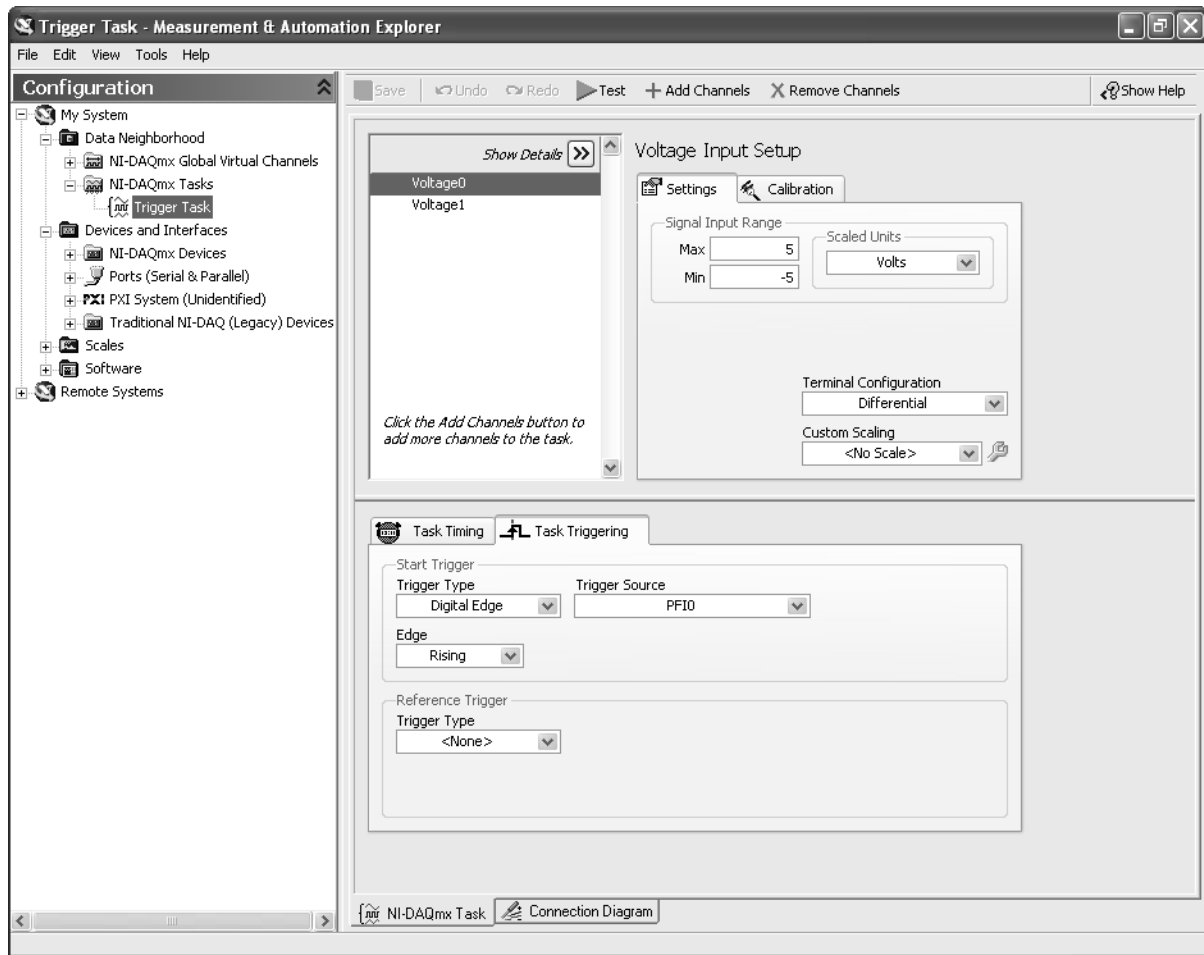 Trigger Task - Measurement & Automation Explorer
File Edit View Tools Help
Configuration
My System
Data Neighborhood
NI-DAQmx Global Virtual Channels
NI-DAQmx Tasks
Trigger Task
Devices and Interfaces
NI-DAQmx Devices
Ports (Serial & Parallel)
PXI PXI System (Unidentified)
Traditional NI-DAQ (Legacy) Devices
Scales
Software
Remote Systems
Save Undo Redo Test Add Channels Remove Channels Show Help
Show Details
Voltage0
Voltage1
Click the Add Channels button to
add more channels to the task.
Voltage Input Setup
Settings Calibration
Signal Input Range
Max 5
Min -5
Scaled Units
Volts
Terminal Configuration
Differential
Custom Scaling
<No Scale>
Task Timing Task Triggering
Start Trigger
Trigger Type Trigger Source
Digital Edge PFI0
Edge
Rising
Reference Trigger
Trigger Type
<None>
NI-DAQmx Task Connection Diagram